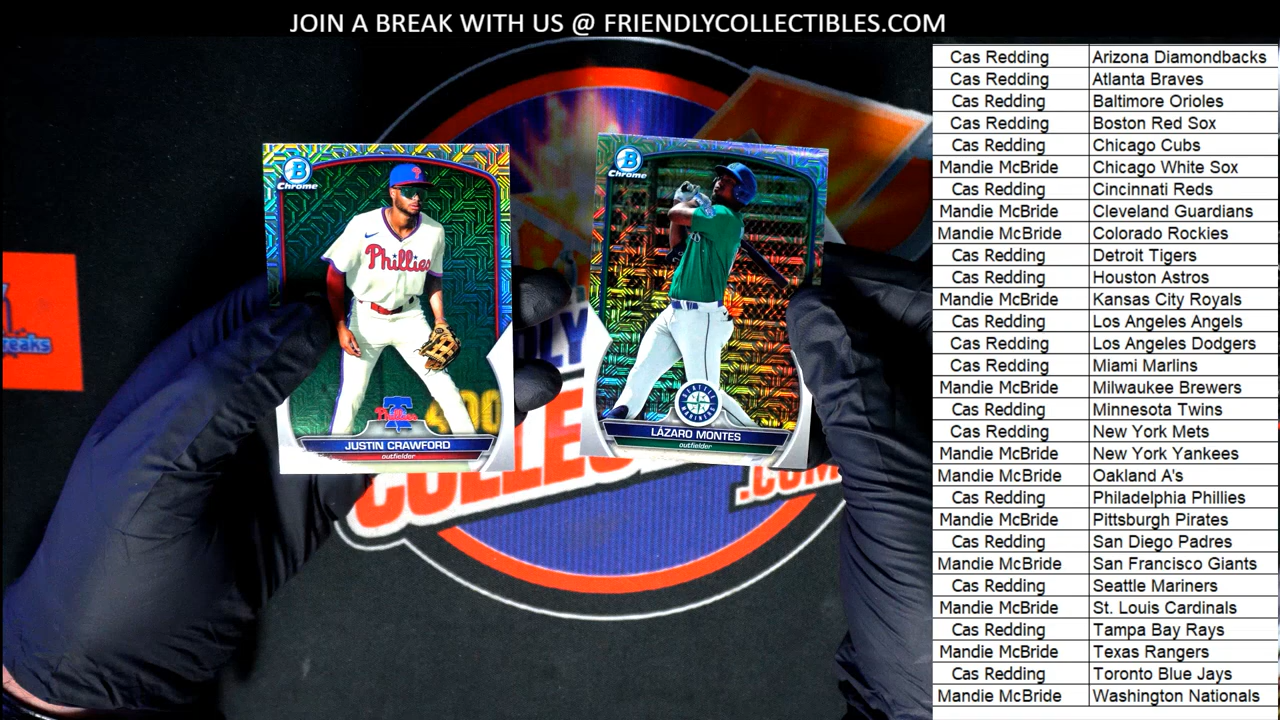 JOIN A BREAK WITH US @ FRIENDLYCOLLECTIBLES.COM
Cas Redding Arizona Diamondbacks
Cas Redding Atlanta Braves
Cas Redding Baltimore Orioles
Cas Redding Boston Red Sox
Cas Redding Chicago Cubs
Mandie McBride Chicago White Sox
Cas Redding Cincinnati Reds
Mandie McBride Cleveland Guardians
Mandie McBride Colorado Rockies
Cas Redding Detroit Tigers
Cas Redding Houston Astros
Mandie McBride Kansas City Royals
Cas Redding Los Angeles Angels
Cas Redding Los Angeles Dodgers
Cas Redding Miami Marlins
Mandie McBride Milwaukee Brewers
Cas Redding Minnesota Twins
Cas Redding New York Mets
Mandie McBride New York Yankees
Mandie McBride Oakland A's
Cas Redding Philadelphia Phillies
Mandie McBride Pittsburgh Pirates
Cas Redding San Diego Padres
Mandie McBride San Francisco Giants
Cas Redding Seattle Mariners
Mandie McBride St. Louis Cardinals
Cas Redding Tampa Bay Rays
Mandie McBride Texas Rangers
Cas Redding Toronto Blue Jays
Mandie McBride Washington Nationals
B
Chrome
P
Phillies
Phillies
JUSTIN CRAWFORD
outfielder
B
Chrome
SEATTLE
MARINERS
LÁZARO MONTES
outfielder
.COM